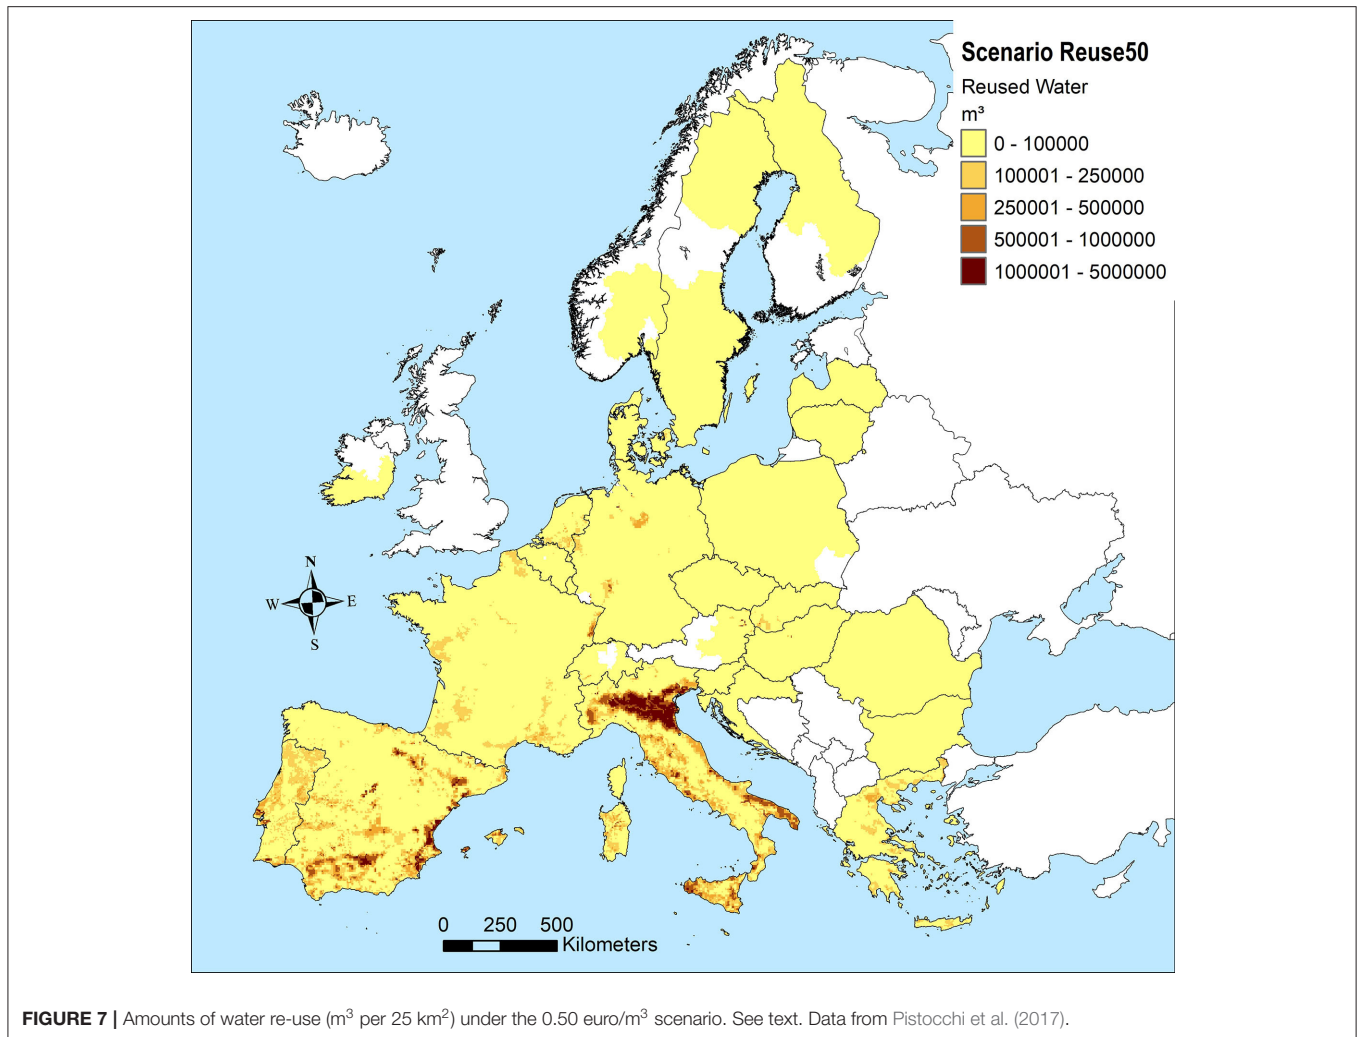 Scenario Reuse50
Reused Water
m³
0 - 100000
100001 - 250000
250001 - 500000
500001 - 1000000
1000001 - 5000000
N
W
E
S
0 250 500
Kilometers
FIGURE 7 | Amounts of water re-use (m³ per 25 km²) under the 0.50 euro/m³ scenario. See text. Data from Pistocchi et al. (2017).